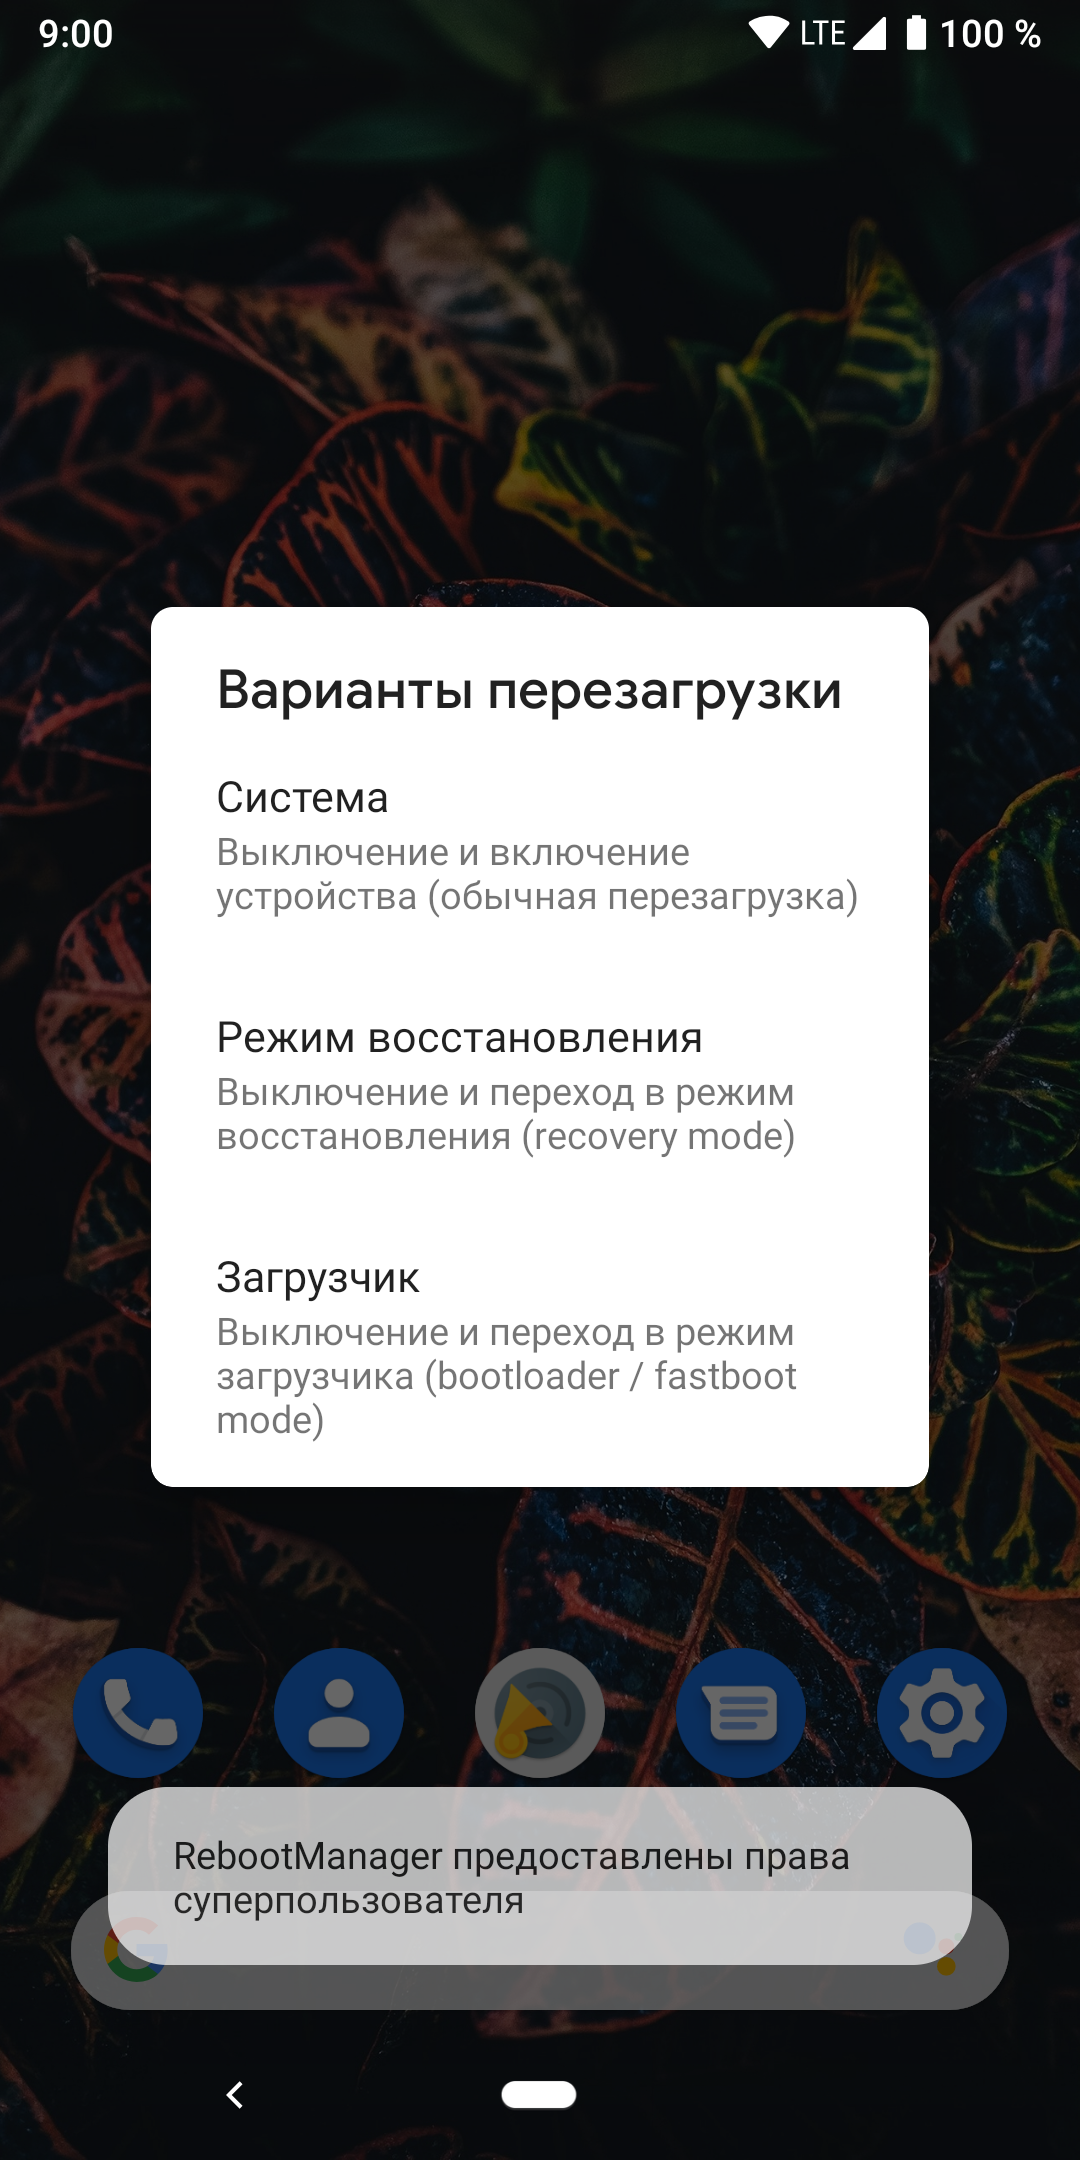 9:00 LTE 100 %
Варианты перезагрузки
Система
Выключение и включение
устройства (обычная перезагрузка)
Режим восстановления
Выключение и переход в режим
восстановления (recovery mode)
Загрузчик
Выключение и переход в режим
загрузчика (bootloader / fastboot
mode)
RebootManager предоставлены права
суперпользователя